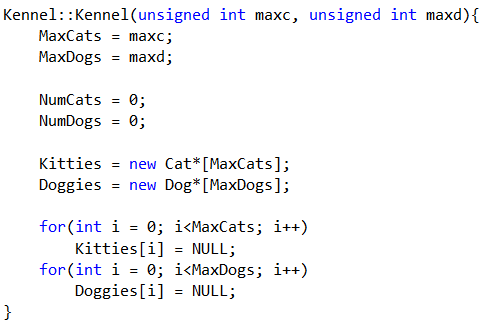 Kennel::Kennel(unsigned int maxc, unsigned int maxd){
    MaxCats = maxc;
    MaxDogs = maxd;

    NumCats = 0;
    NumDogs = 0;

    Kitties = new Cat*[MaxCats];
    Doggies = new Dog*[MaxDogs];

    for(int i = 0; i<MaxCats; i++)
        Kitties[i] = NULL;
    for(int i = 0; i<MaxDogs; i++)
        Doggies[i] = NULL;
}